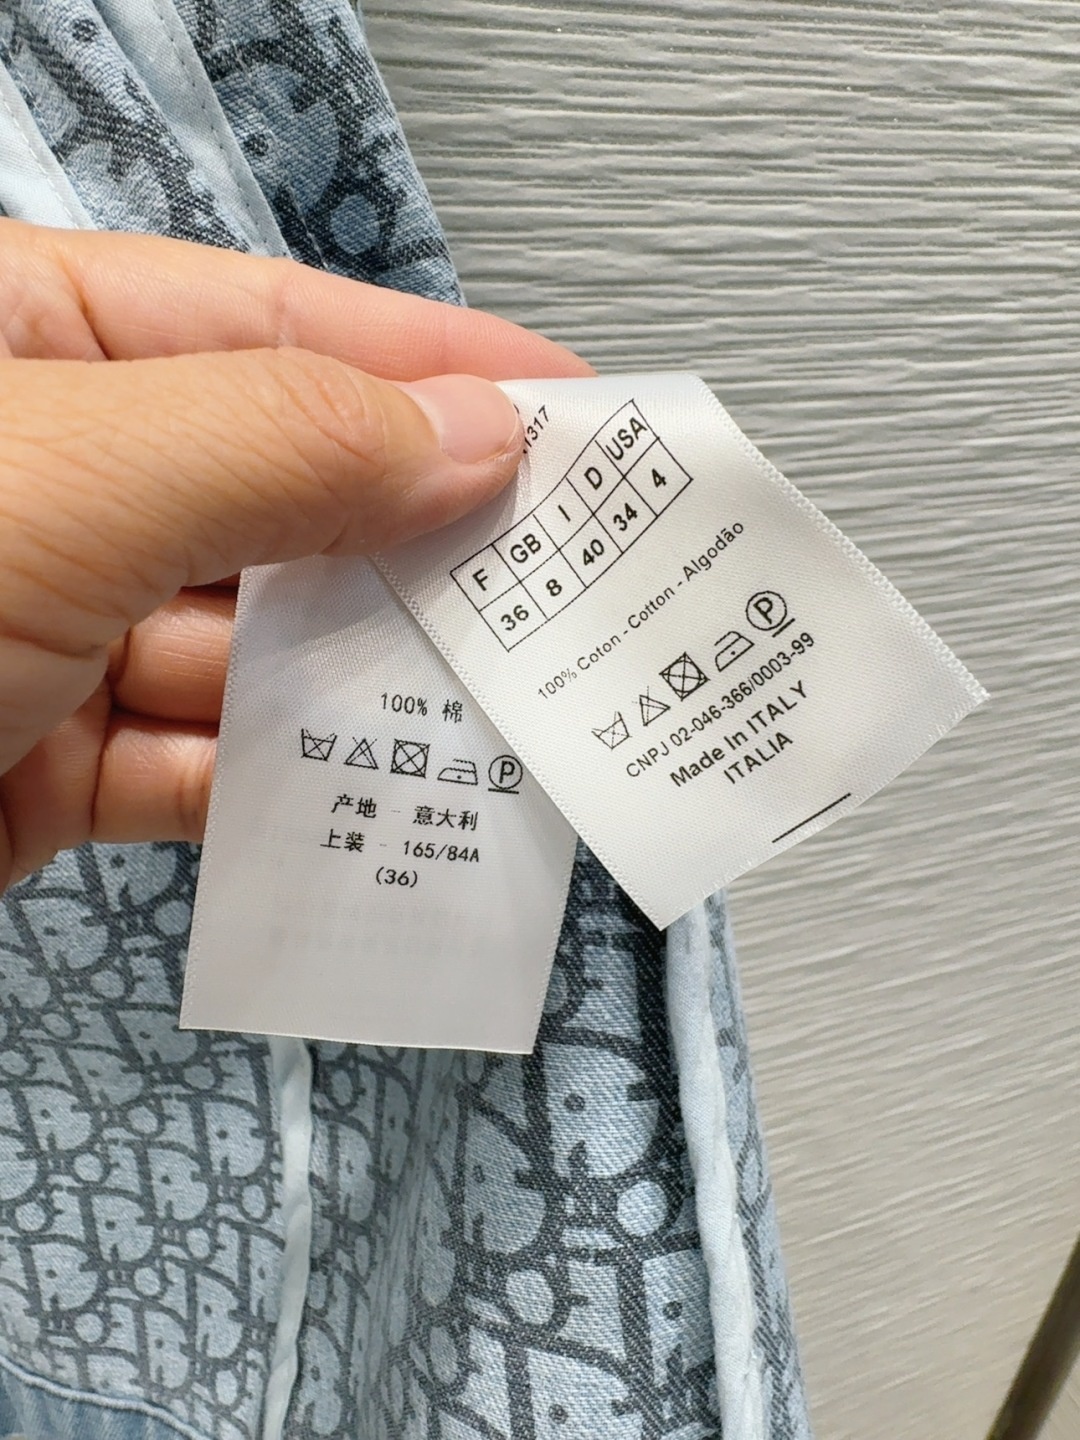 1317
F GB I D USA
36 8 40 34 4
100% Coton - Cotton - Algodão
P
CNPJ 02-046-366/0003-99
Made In ITALY
ITALIA
100% 棉
P
产地 - 意大利
上装 - 165/84A
(36)